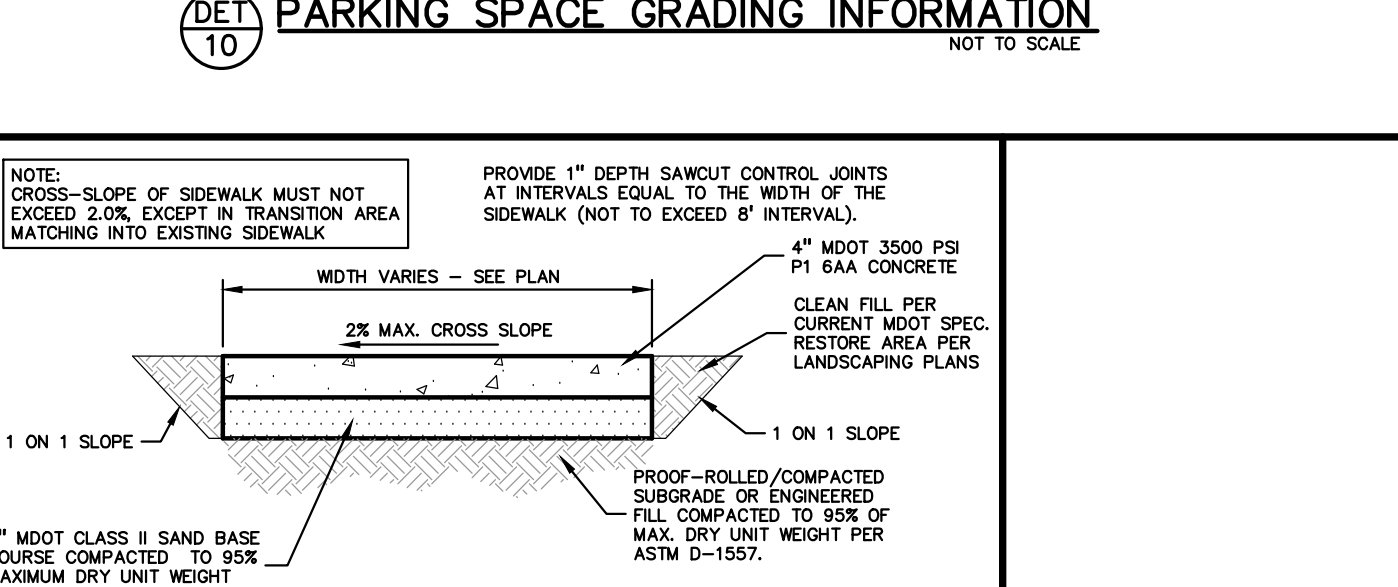 DET
10
PARKING SPACE GRADING INFORMATION
NOT TO SCALE
NOTE:
CROSS-SLOPE OF SIDEWALK MUST NOT
EXCEED 2.0%, EXCEPT IN TRANSITION AREA
MATCHING INTO EXISTING SIDEWALK
PROVIDE 1" DEPTH SAWCUT CONTROL JOINTS
AT INTERVALS EQUAL TO THE WIDTH OF THE
SIDEWALK (NOT TO EXCEED 8' INTERVAL).
4" MDOT 3500 PSI
P1 6AA CONCRETE
WIDTH VARIES - SEE PLAN
CLEAN FILL PER
CURRENT MDOT SPEC.
RESTORE AREA PER
LANDSCAPING PLANS
2% MAX. CROSS SLOPE
1 ON 1 SLOPE
1 ON 1 SLOPE
PROOF-ROLLED/COMPACTED
SUBGRADE OR ENGINEERED
FILL COMPACTED TO 95% OF
MAX. DRY UNIT WEIGHT PER
ASTM D-1557.
" MDOT CLASS II SAND BASE
OURSE COMPACTED TO 95%
AXIMUM DRY UNIT WEIGHT